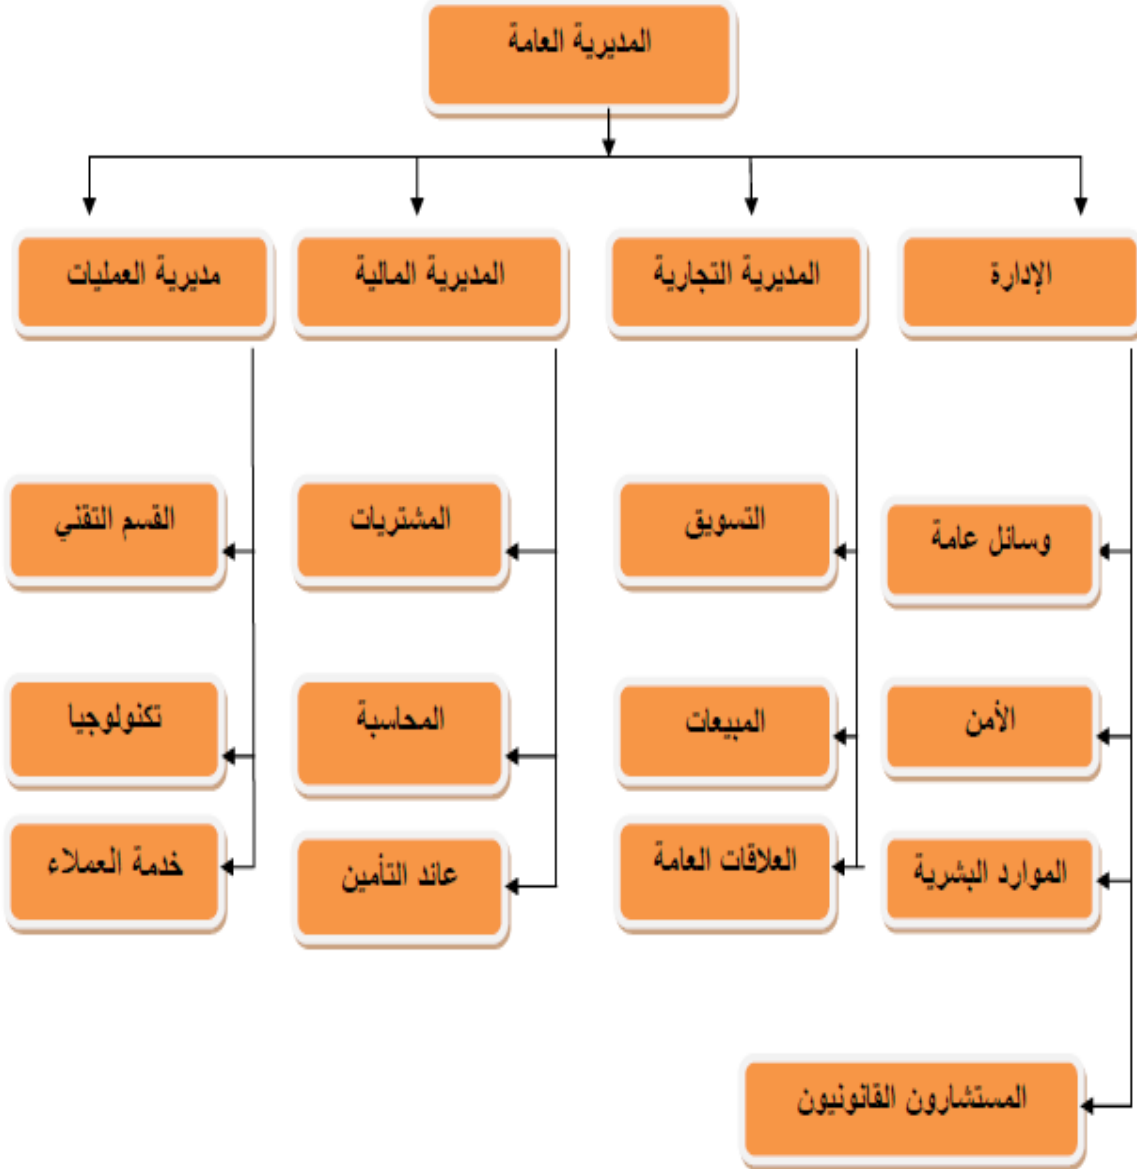 المديرية العامة
الإدارة
المديرية التجارية
المديرية المالية
مديرية العمليات
وسائل عامة
التسويق
المشتريات
القسم التقني
الأمن
المبيعات
المحاسبة
تكنولوجيا
الموارد البشرية
العلاقات العامة
عائد التأمين
خدمة العملاء
المستشارون القانونيون